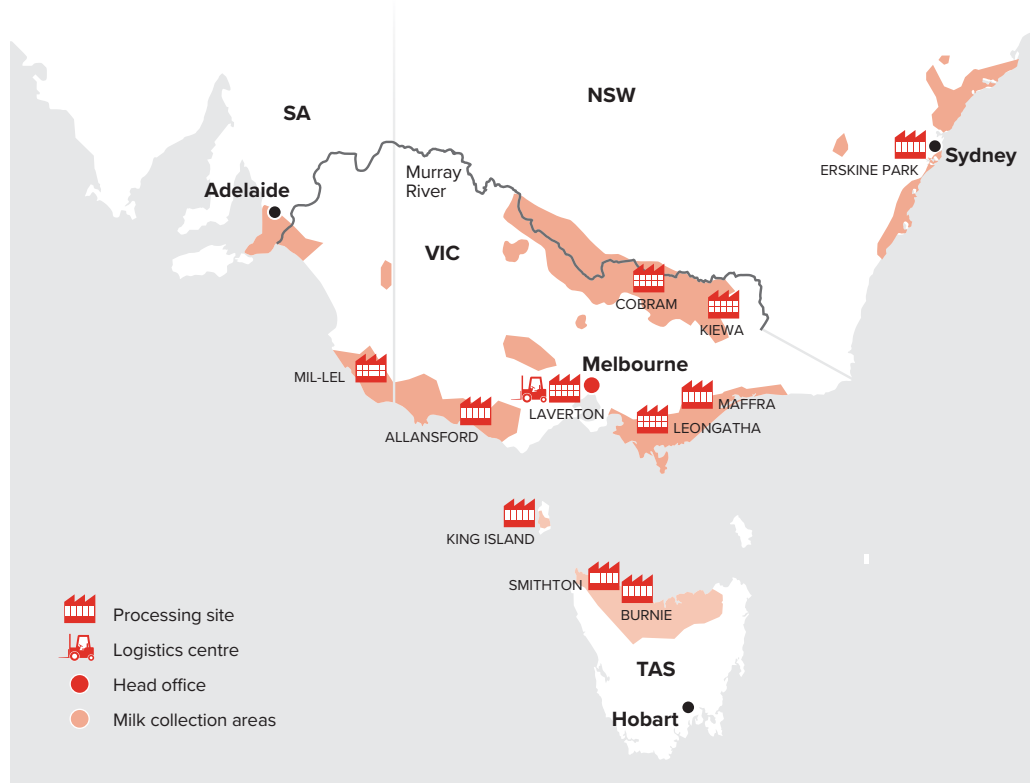 NSW
SA
Sydney
ERSKINE PARK
Murray
River
Adelaide
VIC
COBRAM
KIEWA
Melbourne
MIL-LEL
MAFFRA
LAVERTON
LEONGATHA
ALLANSFORD
KING ISLAND
SMITHTON
BURNIE
Processing site
Logistics centre
TAS
Head office
Hobart
Milk collection areas